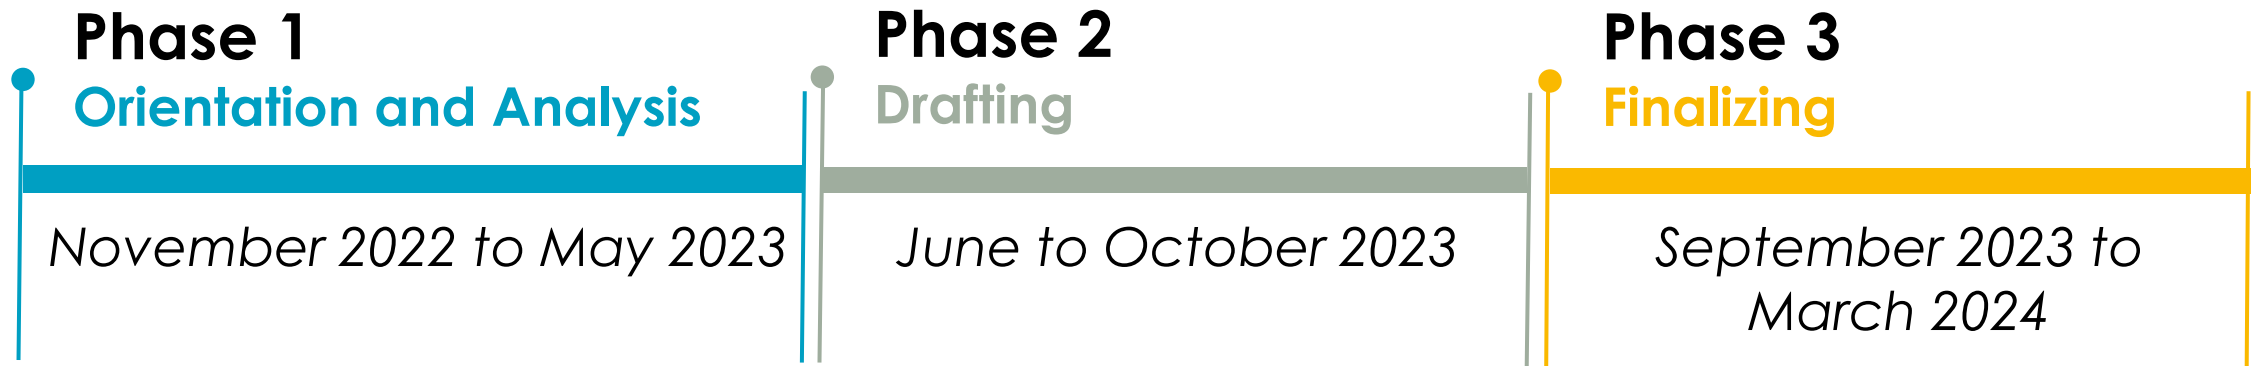 Phase 1
Orientation and Analysis
November 2022 to May 2023
Phase 2
Drafting
June to October 2023
Phase 3
Finalizing
September 2023 to
March 2024